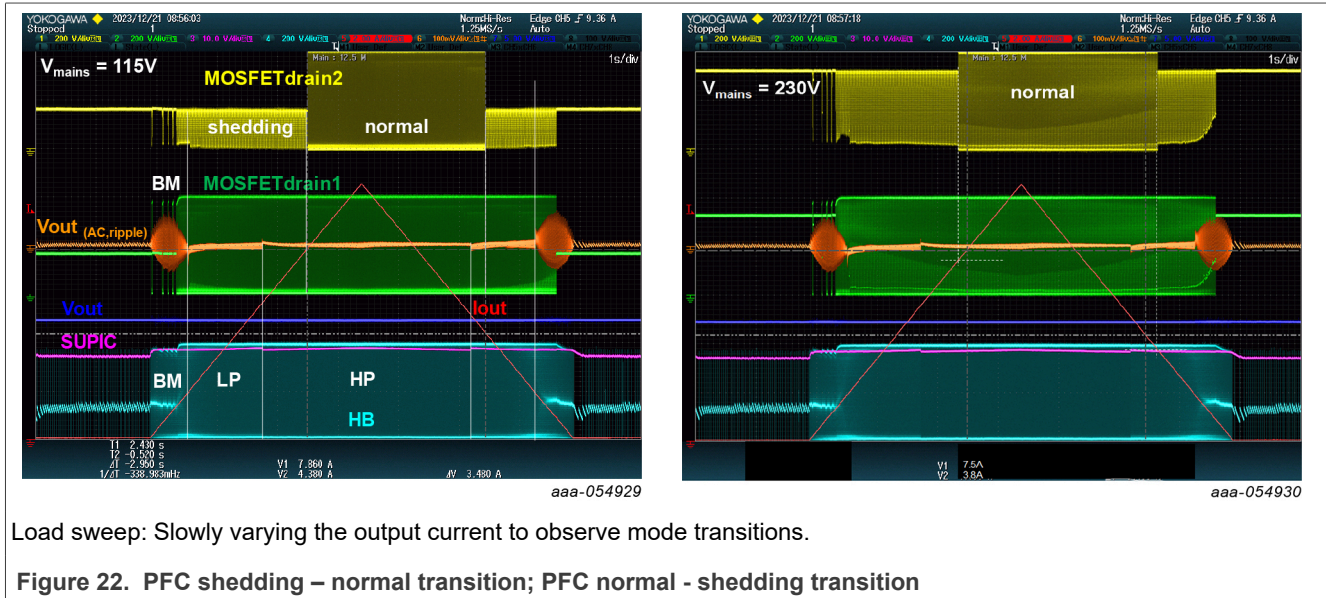 YOKOGAWA 2023/12/21 08:56:03
Norm:Hi-Res Edge CH5 9.36 A
Stopped 1 1.25MS/s Auto
Main : 12.5 M
1s/div
Vmains = 115V
MOSFETdrain2
shedding normal
BM MOSFETdrain1
Vout (AC,ripple)
Vout Iout
SUPIC
BM LP HP
HB
T1 2.430 s
T2 -0.520 s
ΔT -2.950 s
1/ΔT -338.983mHz
V1 7.860 A
V2 4.380 A
ΔV 3.480 A
aaa-054929
YOKOGAWA 2023/12/21 08:57:18
Norm:Hi-Res Edge CH5 9.36 A
Stopped 1 1.25MS/s Auto
Main : 12.5 M
1s/div
Vmains = 230V
normal
V1 7.5A
V2 3.8A
aaa-054930
Load sweep: Slowly varying the output current to observe mode transitions.
Figure 22. PFC shedding – normal transition; PFC normal - shedding transition